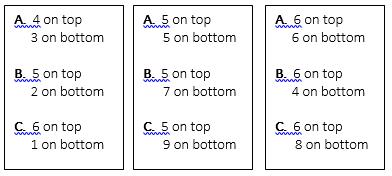 A. 4 on top
3 on bottom
B. 5 on top
2 on bottom
C. 6 on top
1 on bottom
A. 5 on top
5 on bottom
B. 5 on top
7 on bottom
C. 5 on top
9 on bottom
A. 6 on top
6 on bottom
B. 6 on top
4 on bottom
C. 6 on top
8 on bottom